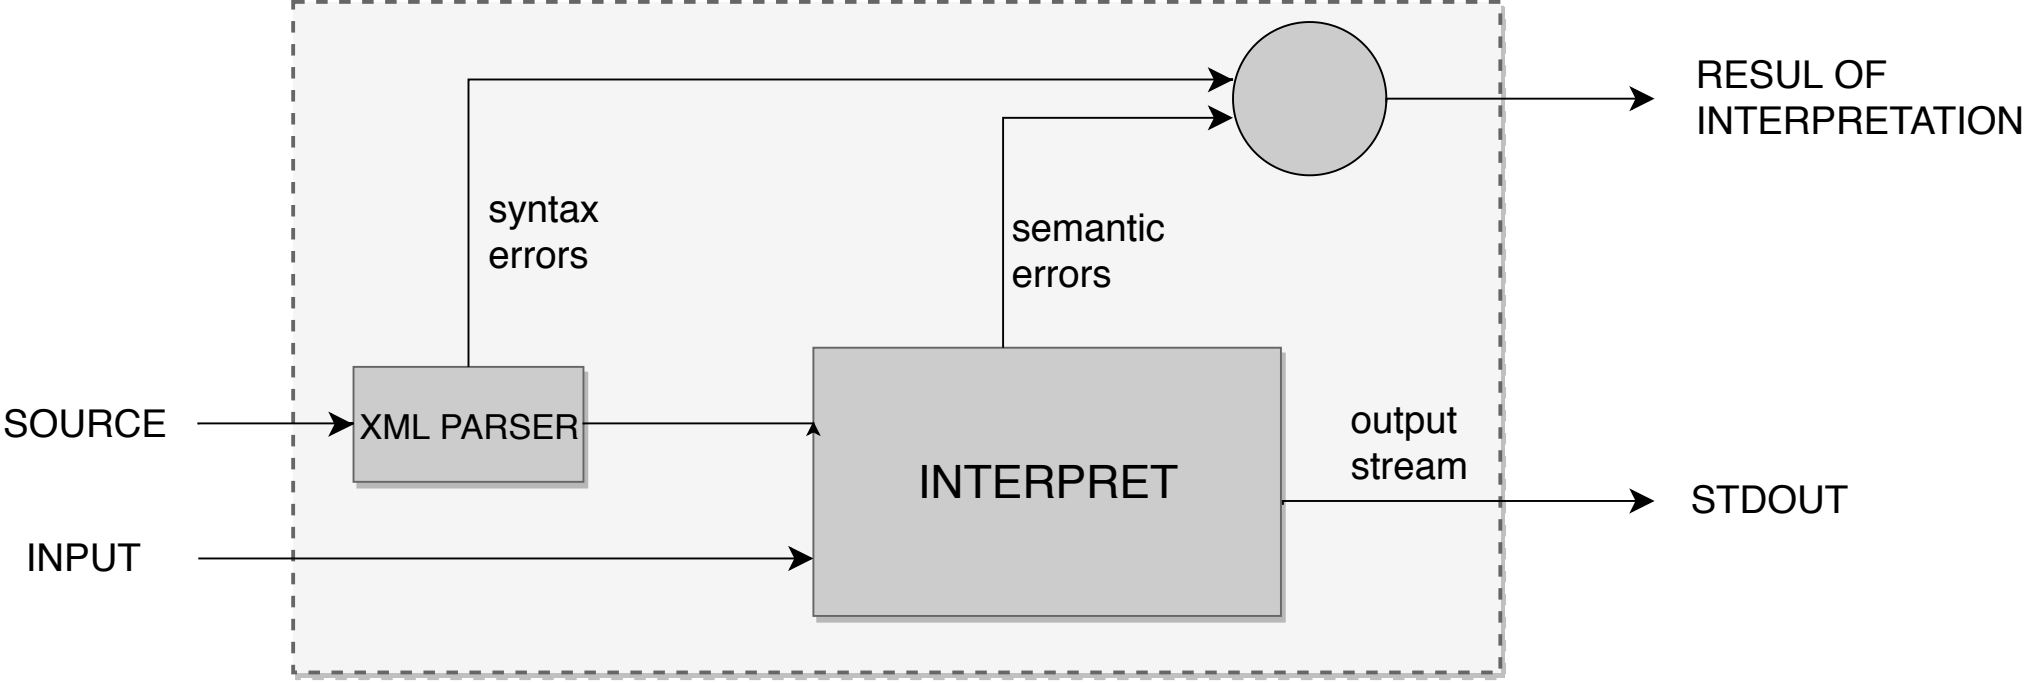 RESUL OF
INTERPRETATION
syntax
errors
semantic
errors
SOURCE
XML PARSER
output
stream
INTERPRET
STDOUT
INPUT